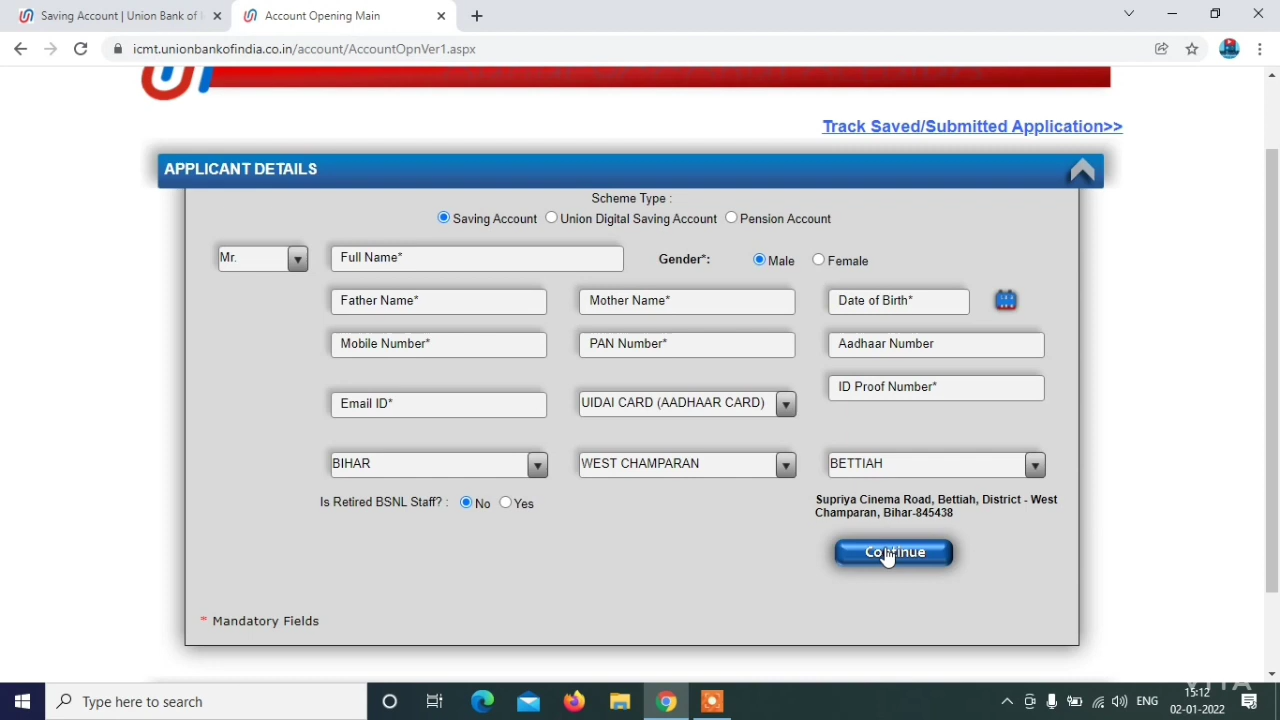 Saving Account | Union Bank of
Account Opening Main
icmt.unionbankofindia.co.in/account/AccountOpnVer1.aspx
Track Saved/Submitted Application>>
APPLICANT DETAILS
Scheme Type :
Saving Account Union Digital Saving Account Pension Account
Mr. Full Name* Gender*: Male Female
Father Name* Mother Name* Date of Birth*
Mobile Number* PAN Number* Aadhaar Number
ID Proof Number*
Email ID* UIDAI CARD (AADHAAR CARD)
BIHAR WEST CHAMPARAN BETTIAH
Is Retired BSNL Staff? : No Yes
Supriya Cinema Road, Bettiah, District - West
Champaran, Bihar-845438
Continue
* Mandatory Fields
Type here to search
ENG
15:12
02-01-2022